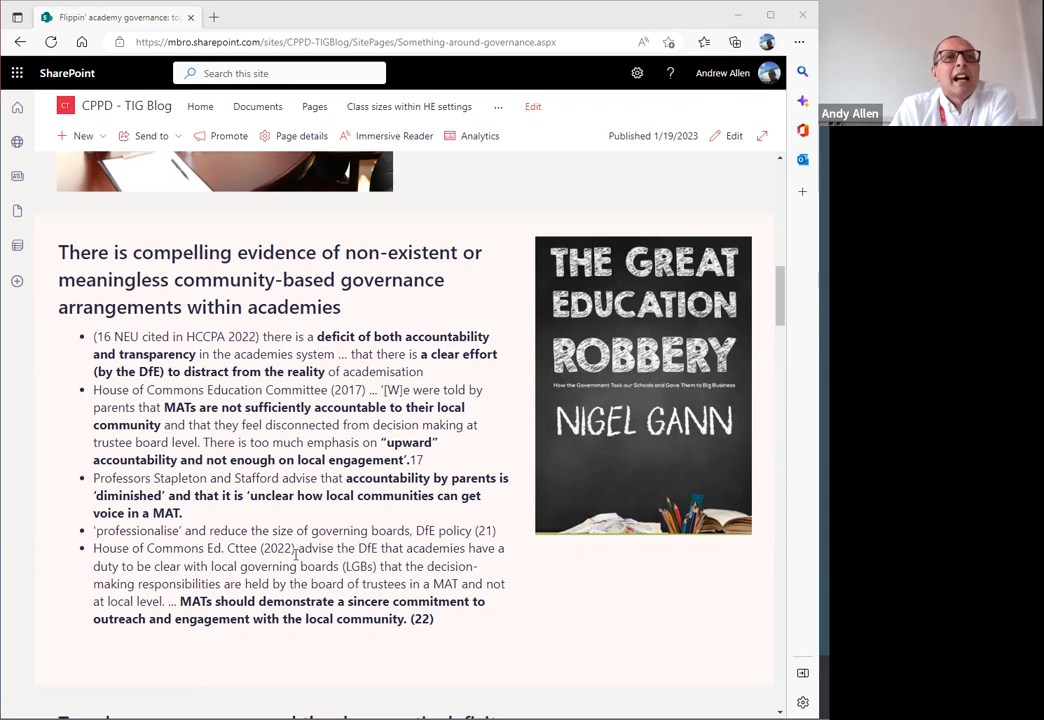 Flippin' academy governance: to
https://mbro.sharepoint.com/sites/CPPD-TIGBlog/SitePages/Something-around-governance.aspx
SharePoint
Search this site
Andrew Allen
CT
CPPD - TIG Blog
Home
Documents
Pages
Class sizes within HE settings
...
Edit
New
Send to
Promote
Page details
Immersive Reader
Analytics
Published 1/19/2023
Edit
There is compelling evidence of non-existent or
meaningless community-based governance
arrangements within academies
• (16 NEU cited in HCCPA 2022) there is a deficit of both accountability
and transparency in the academies system ... that there is a clear effort
(by the DfE) to distract from the reality of academisation
• House of Commons Education Committee (2017) ... '[W]e were told by
parents that MATs are not sufficiently accountable to their local
community and that they feel disconnected from decision making at
trustee board level. There is too much emphasis on “upward”
accountability and not enough on local engagement'.17
• Professors Stapleton and Stafford advise that accountability by parents is
'diminished' and that it is 'unclear how local communities can get
voice in a MAT.
• 'professionalise' and reduce the size of governing boards, DfE policy (21)
• House of Commons Ed. Cttee (2022) advise the DfE that academies have a
duty to be clear with local governing boards (LGBs) that the decision-
making responsibilities are held by the board of trustees in a MAT and not
at local level. ... MATs should demonstrate a sincere commitment to
outreach and engagement with the local community. (22)
THE GREAT
EDUCATION
ROBBERY
How the Government Took our Schools and Gave Them to Big Business
NIGEL GANN
Andy Allen